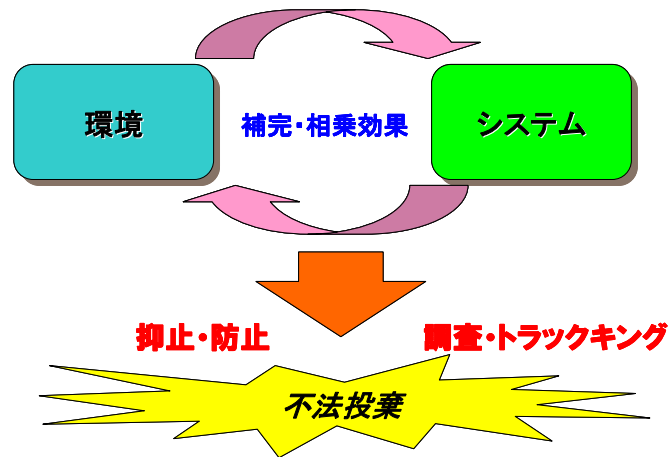 環境
補完・相乗効果
システム
抑止・防止
調査・トラックキング
不法投棄